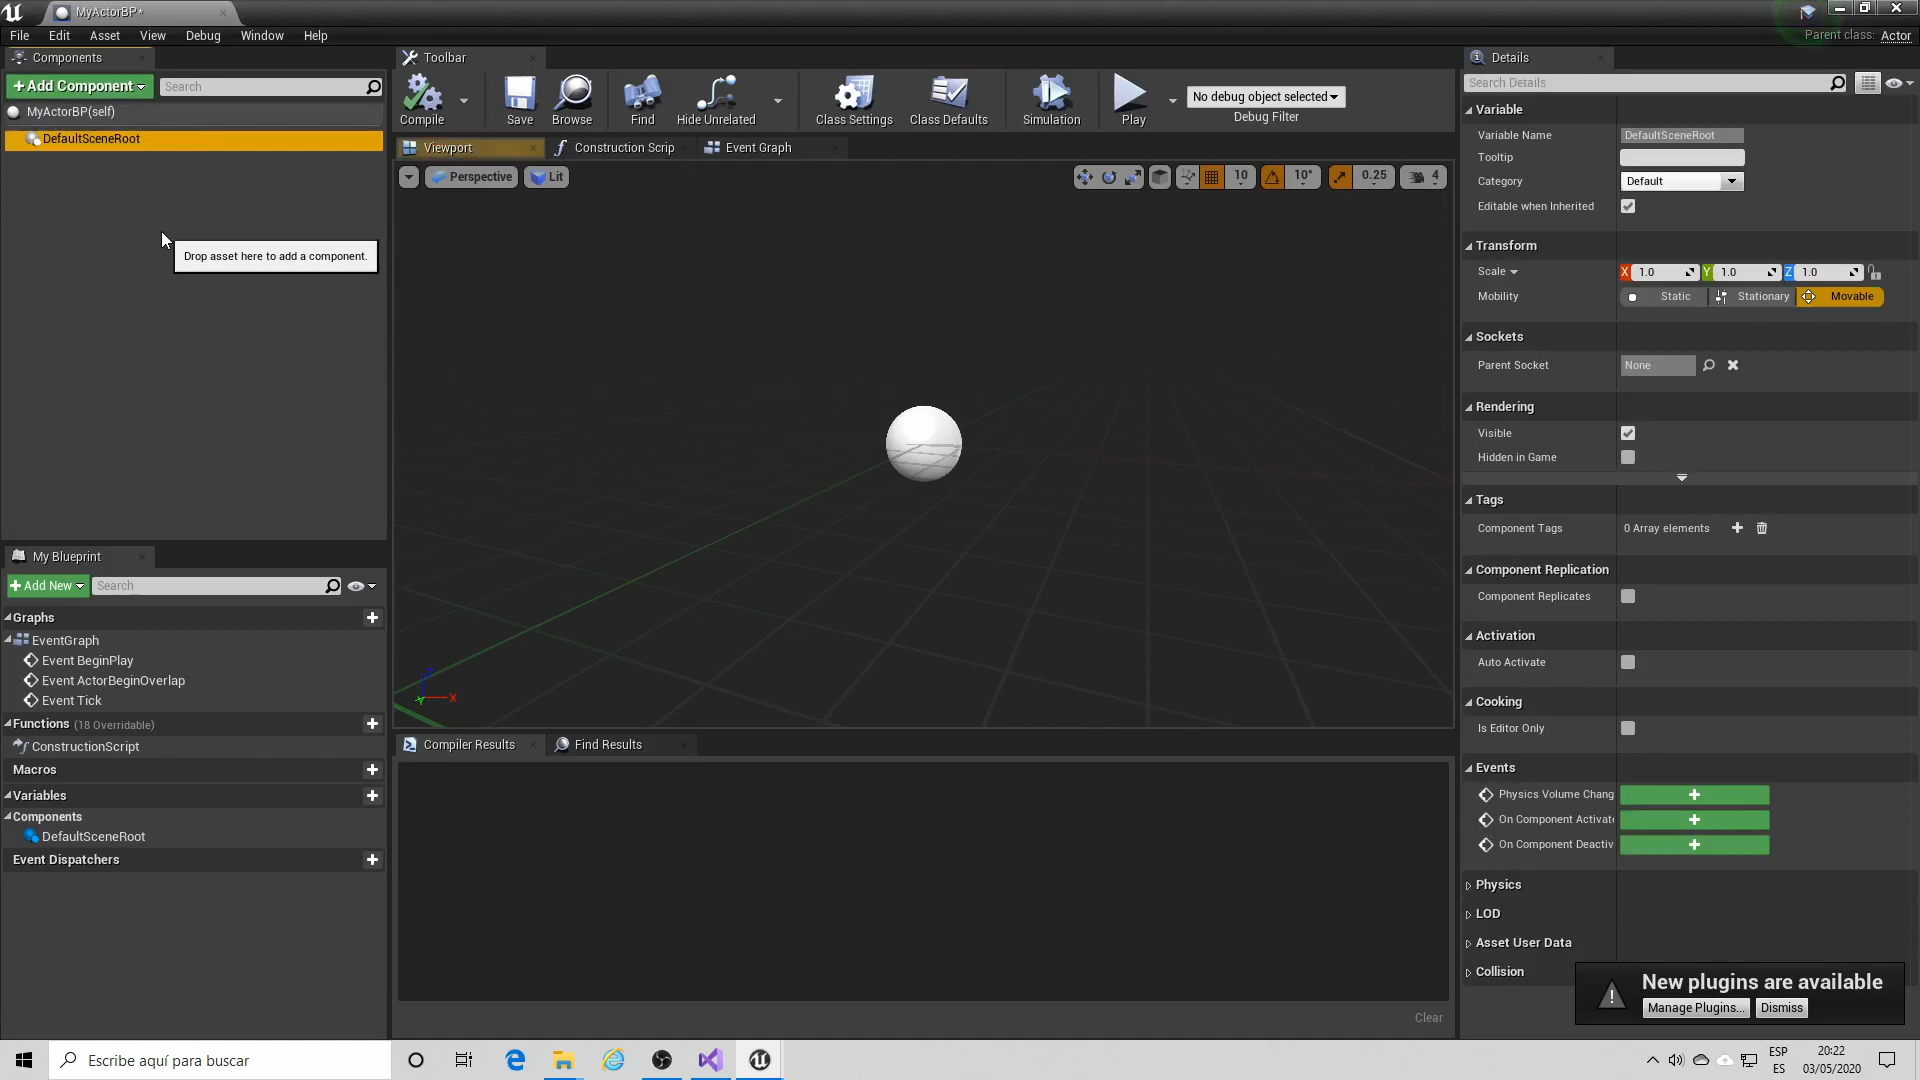 MyActorBP*
File Edit Asset View Debug Window Help
Parent class: Actor
Components
+ Add Component
Search
MyActorBP(self)
DefaultSceneRoot
Drop asset here to add a component.
Toolbar
Compile
Save
Browse
Find
Hide Unrelated
Class Settings
Class Defaults
Simulation
Play
No debug object selected
Debug Filter
Viewport
Construction Scrip
Event Graph
Perspective
Lit
10
10°
0.25
4
X
Y
My Blueprint
+ Add New
Search
Graphs
EventGraph
Event BeginPlay
Event ActorBeginOverlap
Event Tick
Functions (18 Overridable)
ConstructionScript
Macros
Variables
Components
DefaultSceneRoot
Event Dispatchers
Compiler Results
Find Results
Clear
Details
Search Details
Variable
Variable Name DefaultSceneRoot
Tooltip
Category Default
Editable when Inherited
Transform
Scale X 1.0 Y 1.0 Z 1.0
Mobility Static Stationary Movable
Sockets
Parent Socket None
Rendering
Visible
Hidden in Game
Tags
Component Tags 0 Array elements
Component Replication
Component Replicates
Activation
Auto Activate
Cooking
Is Editor Only
Events
Physics Volume Chang
On Component Activat
On Component Deactiv
Physics
LOD
Asset User Data
Collision
New plugins are available
Manage Plugins... Dismiss
Escribe aquí para buscar
ESP
ES
20:22
03/05/2020